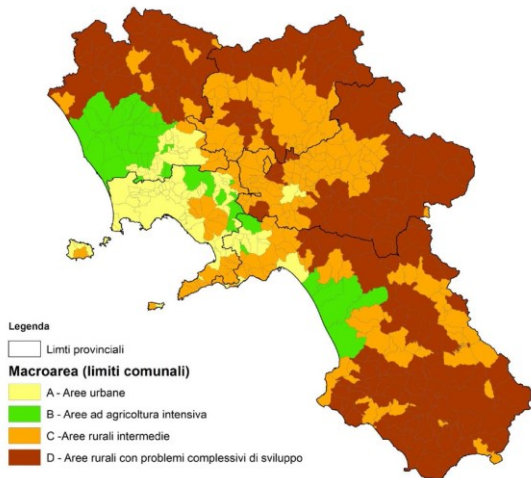 Legenda
Limti provinciali
Macroarea (limiti comunali)
A - Aree urbane
B - Aree ad agricoltura intensiva
C -Aree rurali intermedie
D - Aree rurali con problemi complessivi di sviluppo